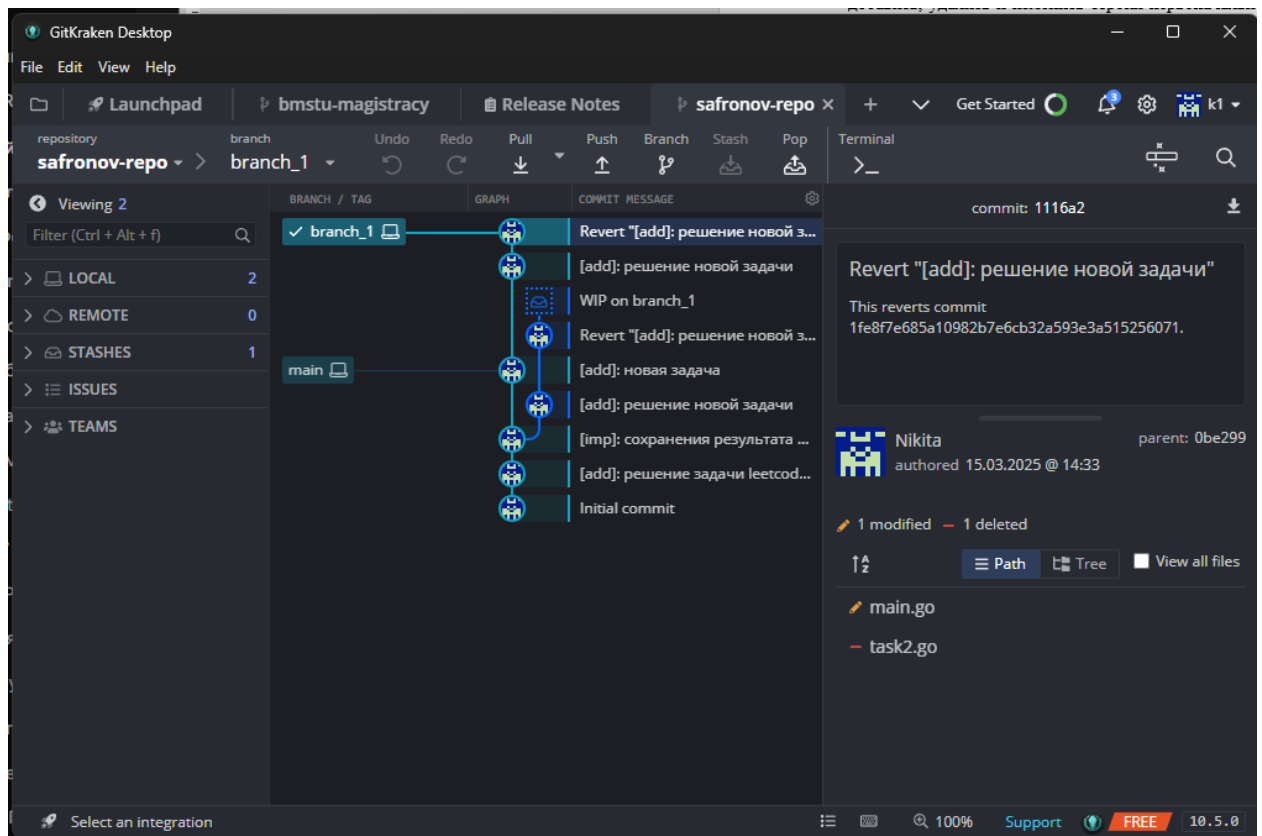 GitKraken Desktop
File Edit View Help
Launchpad bmstu-magistracy Release Notes safronov-repo Get Started 3 k1
repository branch Undo Redo Pull Push Branch Stash Pop Terminal
safronov-repo branch_1
Viewing 2 BRANCH / TAG GRAPH COMMIT MESSAGE commit: 1116a2
Filter (Ctrl + Alt + f)
LOCAL 2
REMOTE 0
STASHES 1
ISSUES
TEAMS
branch_1 Revert "[add]: решение новой з...
[add]: решение новой задачи
WIP on branch_1
Revert "[add]: решение новой з...
main [add]: новая задача
[add]: решение новой задачи
[imp]: сохранения результата ...
[add]: решение задачи leetcod...
Initial commit
Revert "[add]: решение новой задачи"
This reverts commit
1fe8f7e685a10982b7e6cb32a593e3a515256071.
Nikita parent: 0be299
authored 15.03.2025 @ 14:33
1 modified 1 deleted
Path Tree View all files
main.go
task2.go
Select an integration 100% Support FREE 10.5.0